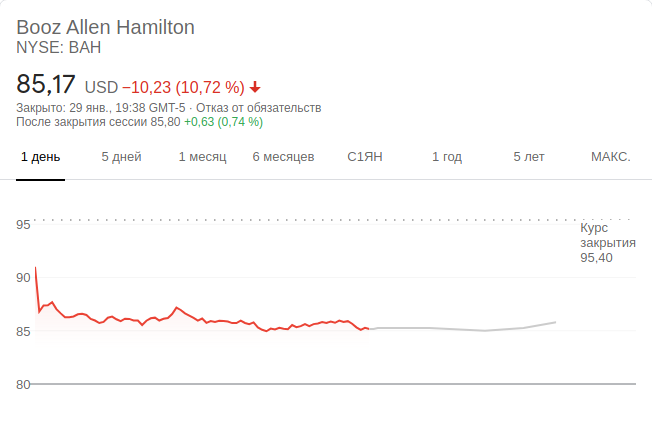 Booz Allen Hamilton
NYSE: BAH
85,17 USD −10,23 (10,72 %)
Закрыто: 29 янв., 19:38 GMT-5 · Отказ от обязательств
После закрытия сессии 85,80 +0,63 (0,74 %)
1 день 5 дней 1 месяц 6 месяцев С1ЯН 1 год 5 лет МАКС.
95
Курс
закрытия
95,40
90
85
80